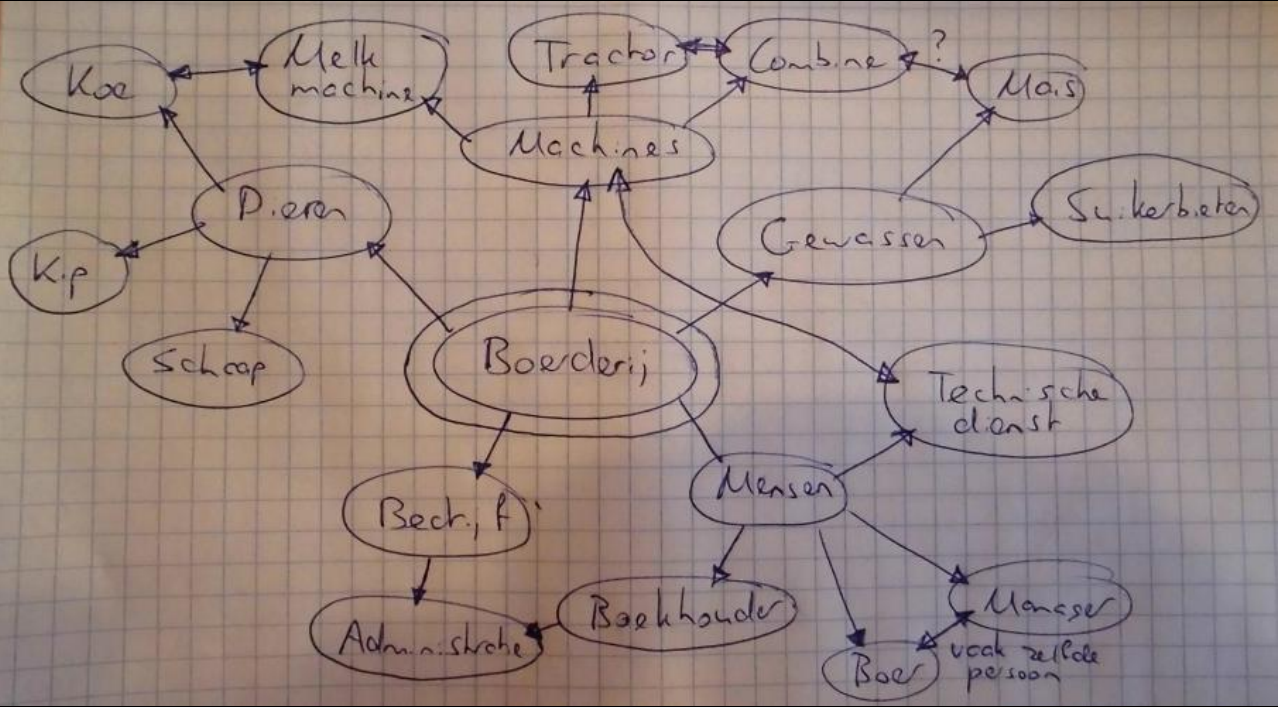 Koe
Melk
machine
Tractor
Combine
?
Mais
Machines
Dieren
Gewassen
Suikerbieten
Kip
Schaap
Boerderij
Technische
dienst
Mensen
Bedrijf
Administratie
Boekhouder
Manager
Boer
vaak zelfde
persoon